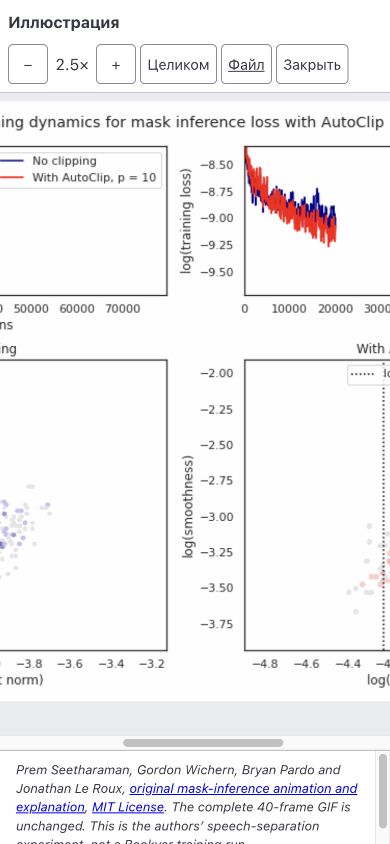 Иллюстрация
− 2.5× + Целиком Файл Закрыть
ing dynamics for mask inference loss with AutoClip
No clipping
With AutoClip, p = 10
log(training loss)
−8.50
−8.75
−9.00
−9.25
−9.50
0 50000 60000 70000
0 10000 20000 3000
ns
ing
With
log(smoothness)
−2.00
−2.25
−2.50
−2.75
−3.00
−3.25
−3.50
−3.75
−3.8 −3.6 −3.4 −3.2
−4.8 −4.6 −4.4 −4
t norm)
log(
Prem Seetharaman, Gordon Wichern, Bryan Pardo and
Jonathan Le Roux, original mask-inference animation and
explanation, MIT License. The complete 40-frame GIF is
unchanged. This is the authors’ speech-separation
experiment, not a Beekver training run.